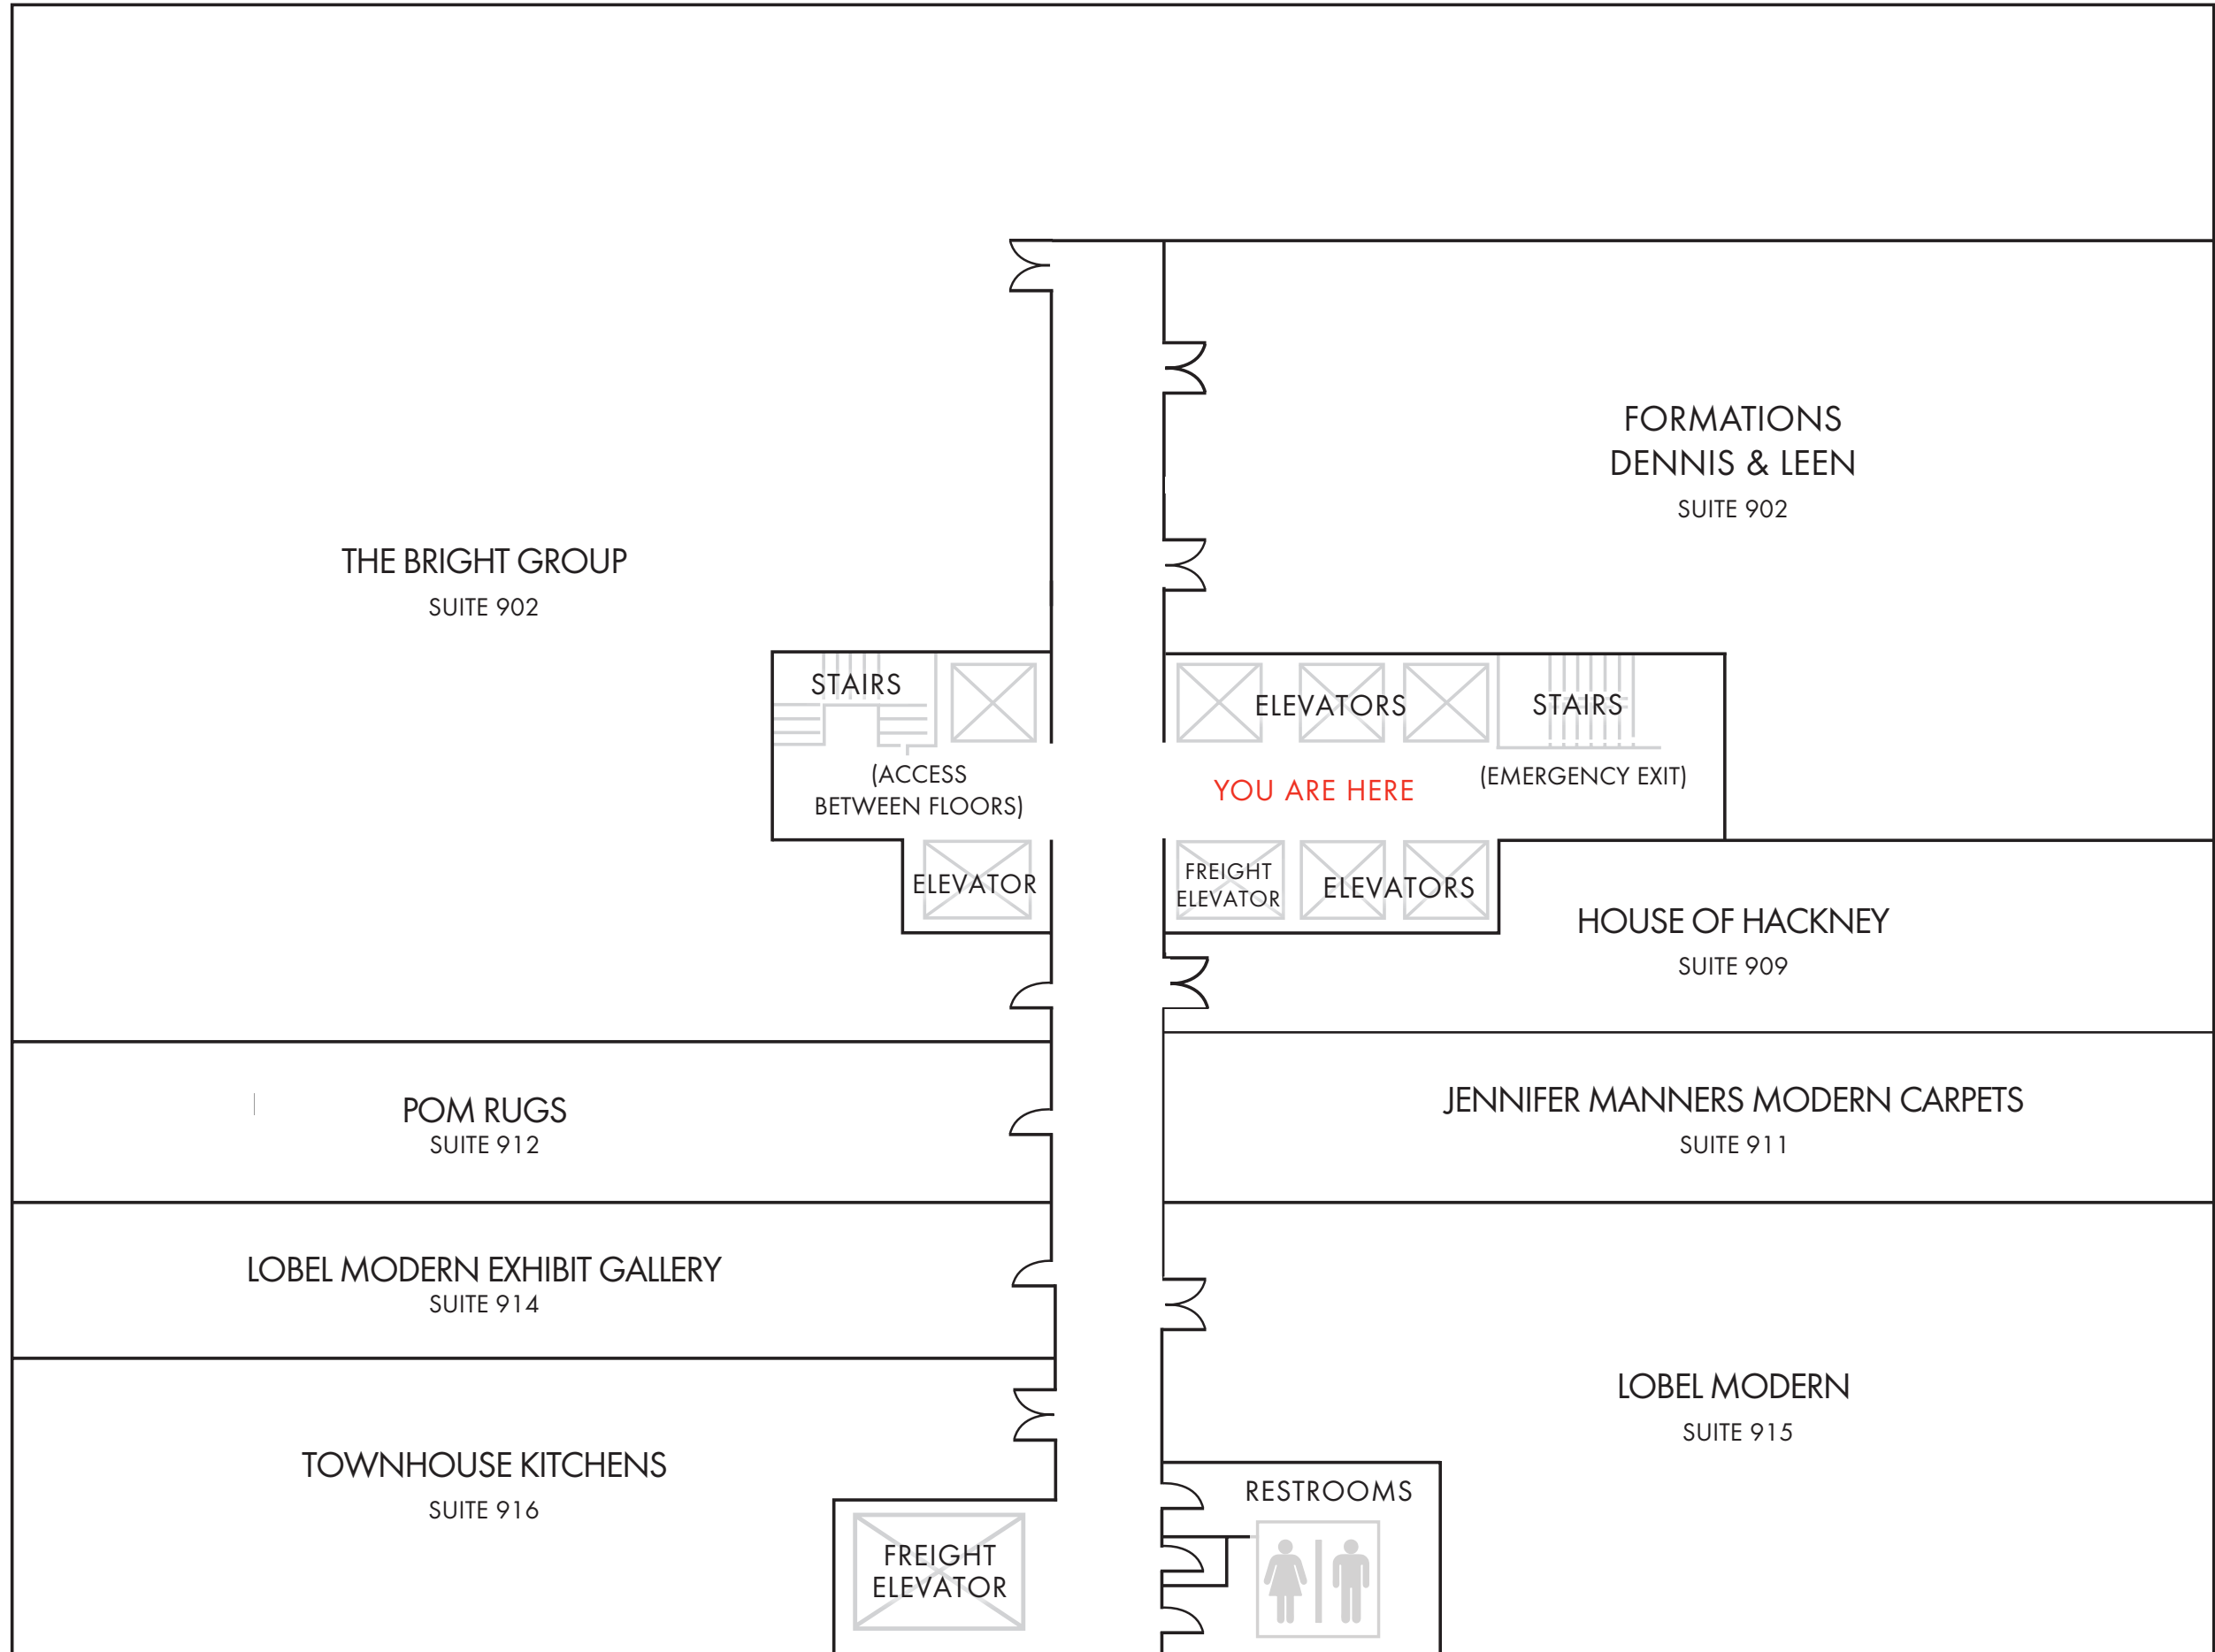 FORMATIONS
DENNIS & LEEN
SUITE 902
THE BRIGHT GROUP
SUITE 902
STAIRS
(ACCESS
BETWEEN FLOORS)
ELEVATOR
ELEVATORS
STAIRS
YOU ARE HERE
(EMERGENCY EXIT)
FREIGHT
ELEVATOR
ELEVATORS
HOUSE OF HACKNEY
SUITE 909
POM RUGS
SUITE 912
JENNIFER MANNERS MODERN CARPETS
SUITE 911
LOBEL MODERN EXHIBIT GALLERY
SUITE 914
LOBEL MODERN
SUITE 915
TOWNHOUSE KITCHENS
SUITE 916
FREIGHT
ELEVATOR
RESTROOMS